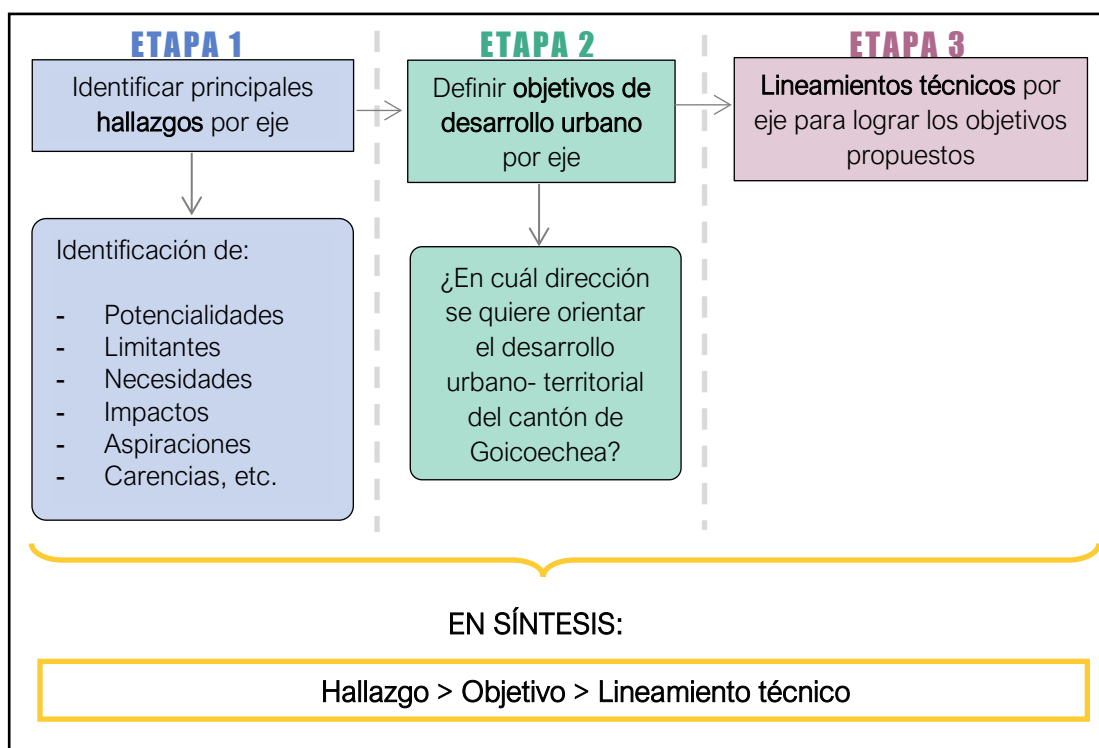 ETAPA 1
Identificar principales
hallazgos por eje
Identificación de:
- Potencialidades
- Limitantes
- Necesidades
- Impactos
- Aspiraciones
- Carencias, etc.
ETAPA 2
Definir objetivos de
desarrollo urbano
por eje
¿En cuál dirección
se quiere orientar
el desarrollo
urbano- territorial
del cantón de
Goicoechea?
ETAPA 3
Lineamientos técnicos por
eje para lograr los objetivos
propuestos
EN SÍNTESIS:
Hallazgo > Objetivo > Lineamiento técnico